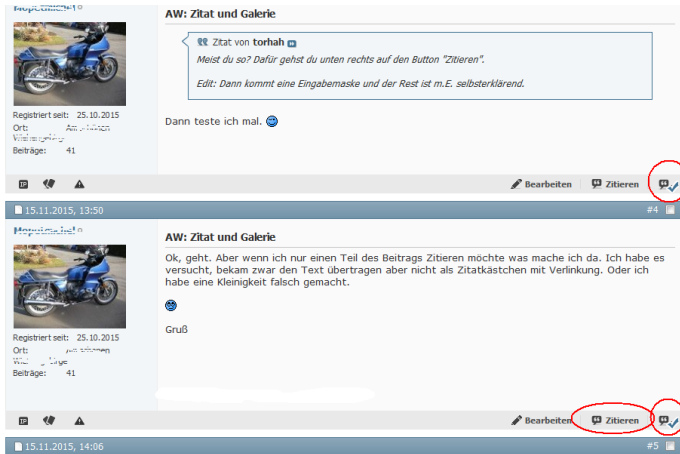 AW: Zitat und Galerie
Zitat von torhah
Meist du so? Dafür gehst du unten rechts auf den Button "Zitieren".
Edit: Dann kommt eine Eingabemaske und der Rest ist m.E. selbsterklärend.
Registriert seit: 25.10.2015
Ort:
Beiträge: 41
Dann teste ich mal.
IP
Bearbeiten Zitieren
15.11.2015, 13:50 #4
AW: Zitat und Galerie
Ok, geht. Aber wenn ich nur einen Teil des Beitrags Zitieren möchte was mache ich da. Ich habe es
versucht, bekam zwar den Text übertragen aber nicht als Zitatkästchen mit Verlinkung. Oder ich
habe eine Kleinigkeit falsch gemacht.
Gruß
Registriert seit: 25.10.2015
Ort:
Beiträge: 41
IP
Bearbeiten Zitieren
15.11.2015, 14:06 #5